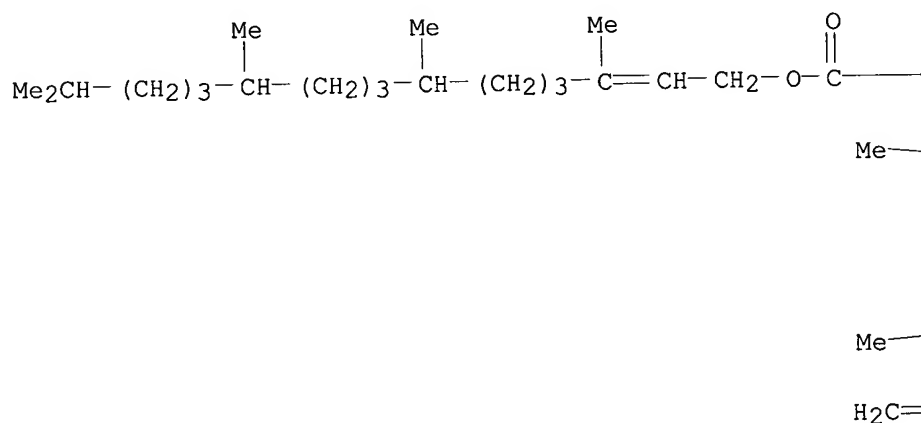 O
Me Me Me
Me2CH-(CH2)3-CH-(CH2)3-CH-(CH2)3-C=CH-CH2-O-C
Me
Me
H2C=